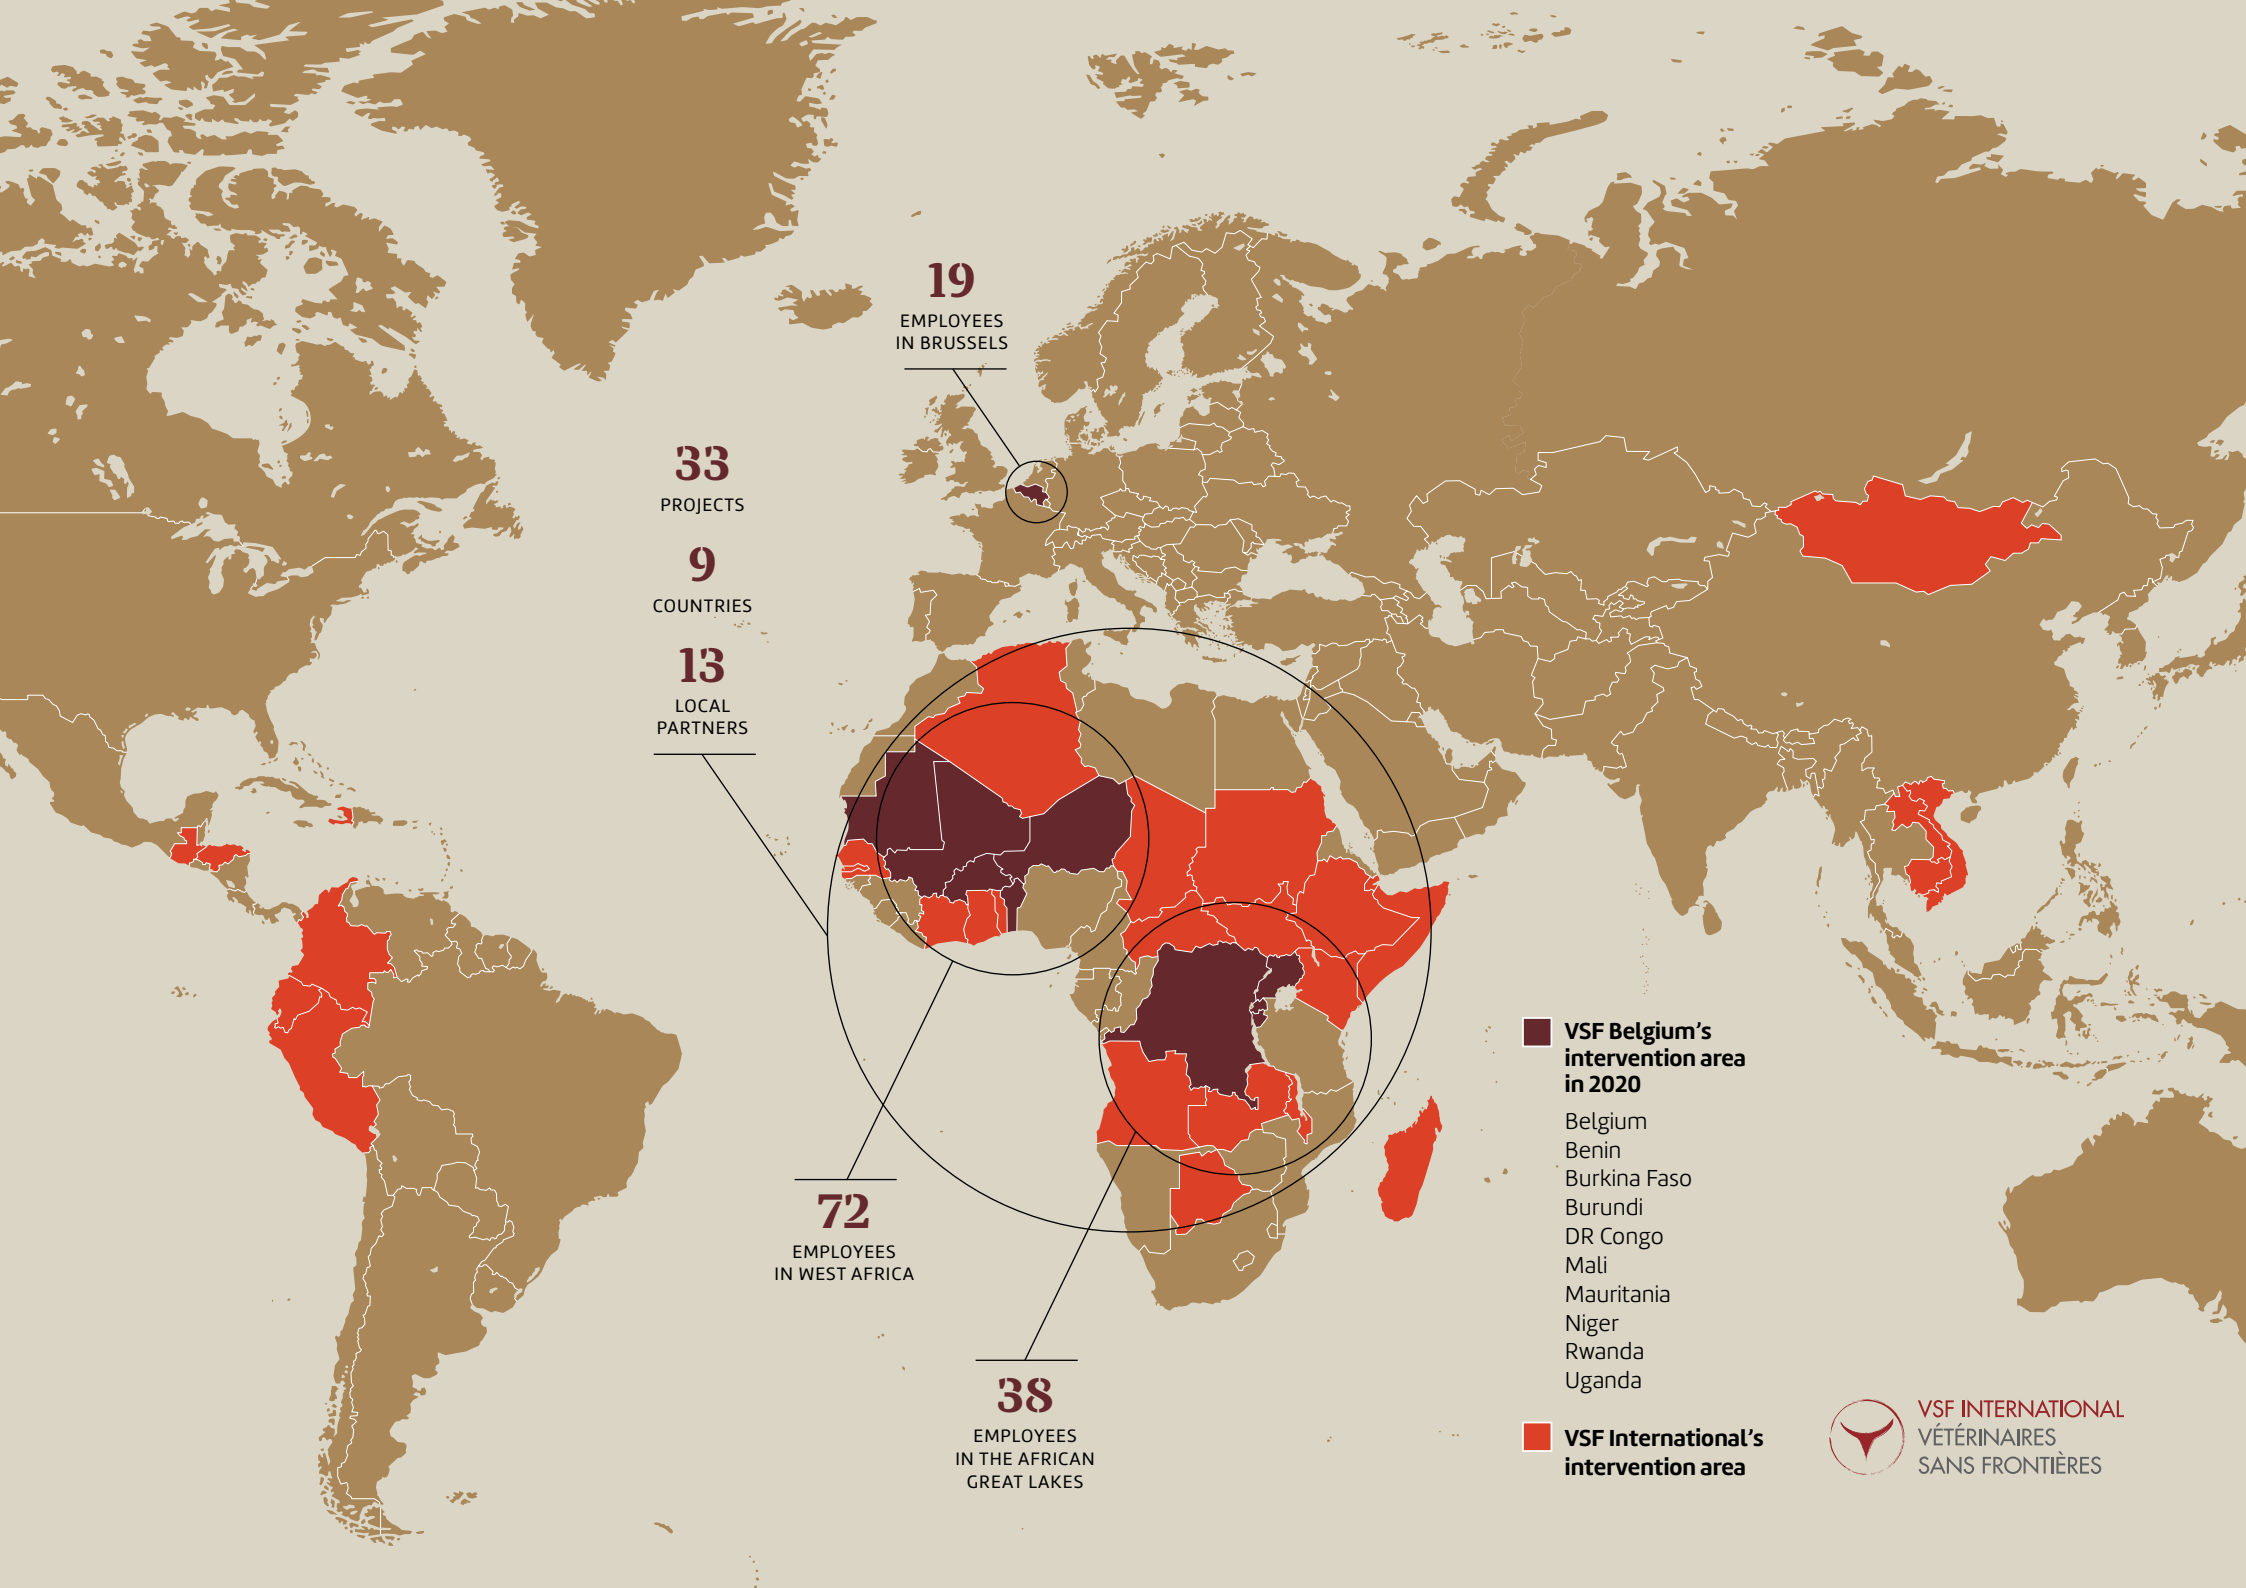 19
EMPLOYEES
IN BRUSSELS
33
PROJECTS
9
COUNTRIES
13
LOCAL
PARTNERS
72
EMPLOYEES
IN WEST AFRICA
38
EMPLOYEES
IN THE AFRICAN
GREAT LAKES
VSF Belgium’s
intervention area
in 2020
Belgium
Benin
Burkina Faso
Burundi
DR Congo
Mali
Mauritania
Niger
Rwanda
Uganda
VSF International’s
intervention area
VSF INTERNATIONAL
VÉTÉRINAIRES
SANS FRONTIÈRES